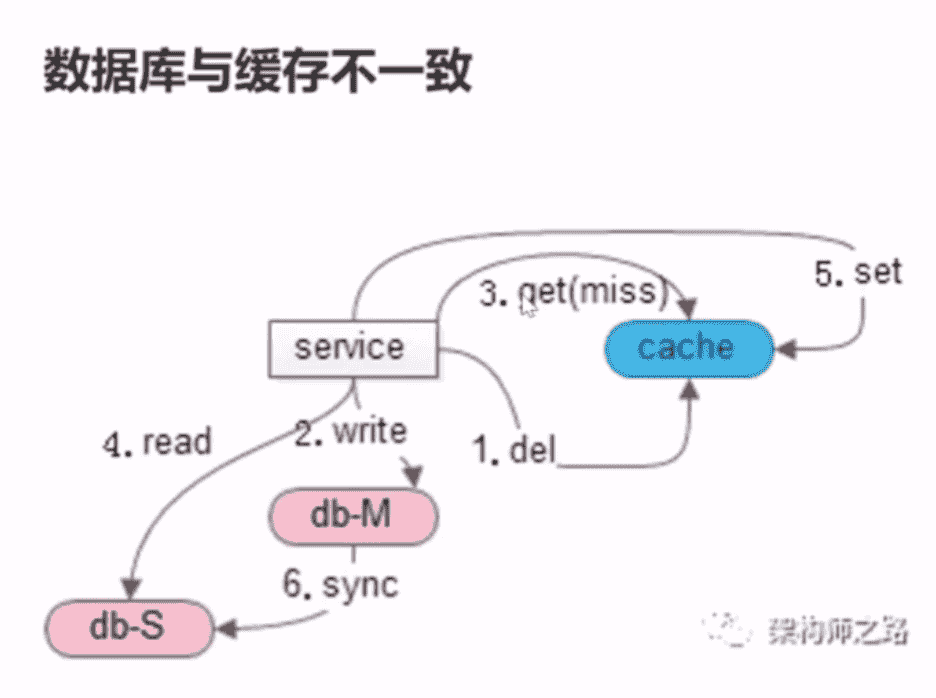 数据库与缓存不一致
5. set
3. get(miss)
service
cache
4. read
2. write
1. del
db-M
6. sync
db-S
架构师之路